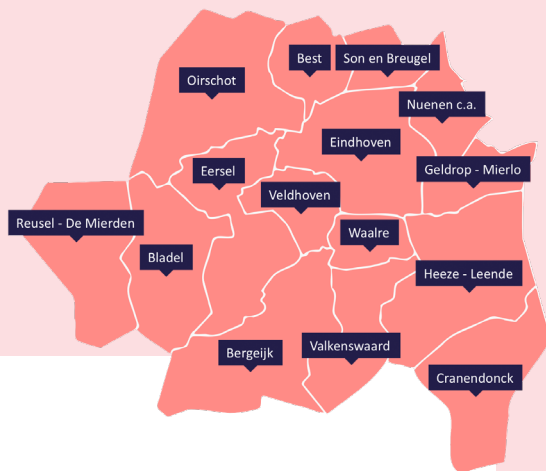 Best
Son en Breugel
Oirschot
Nuenen c.a.
Eindhoven
Eersel
Geldrop - Mierlo
Veldhoven
Reusel - De Mierden
Waalre
Bladel
Heeze - Leende
Valkenswaard
Bergeijk
Cranendonck